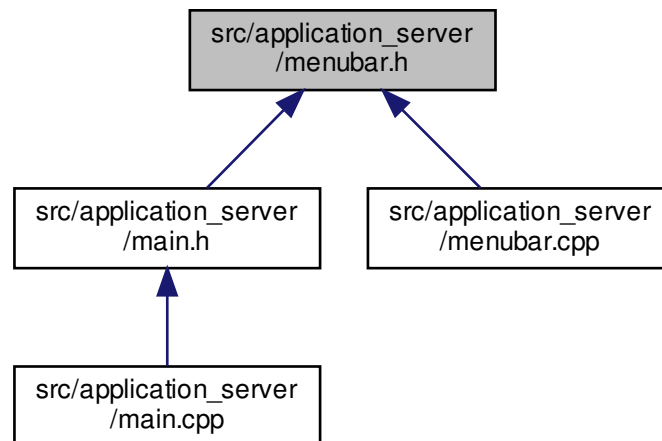 src/application_server
/menubar.h
src/application_server
/main.h
src/application_server
/menubar.cpp
src/application_server
/main.cpp